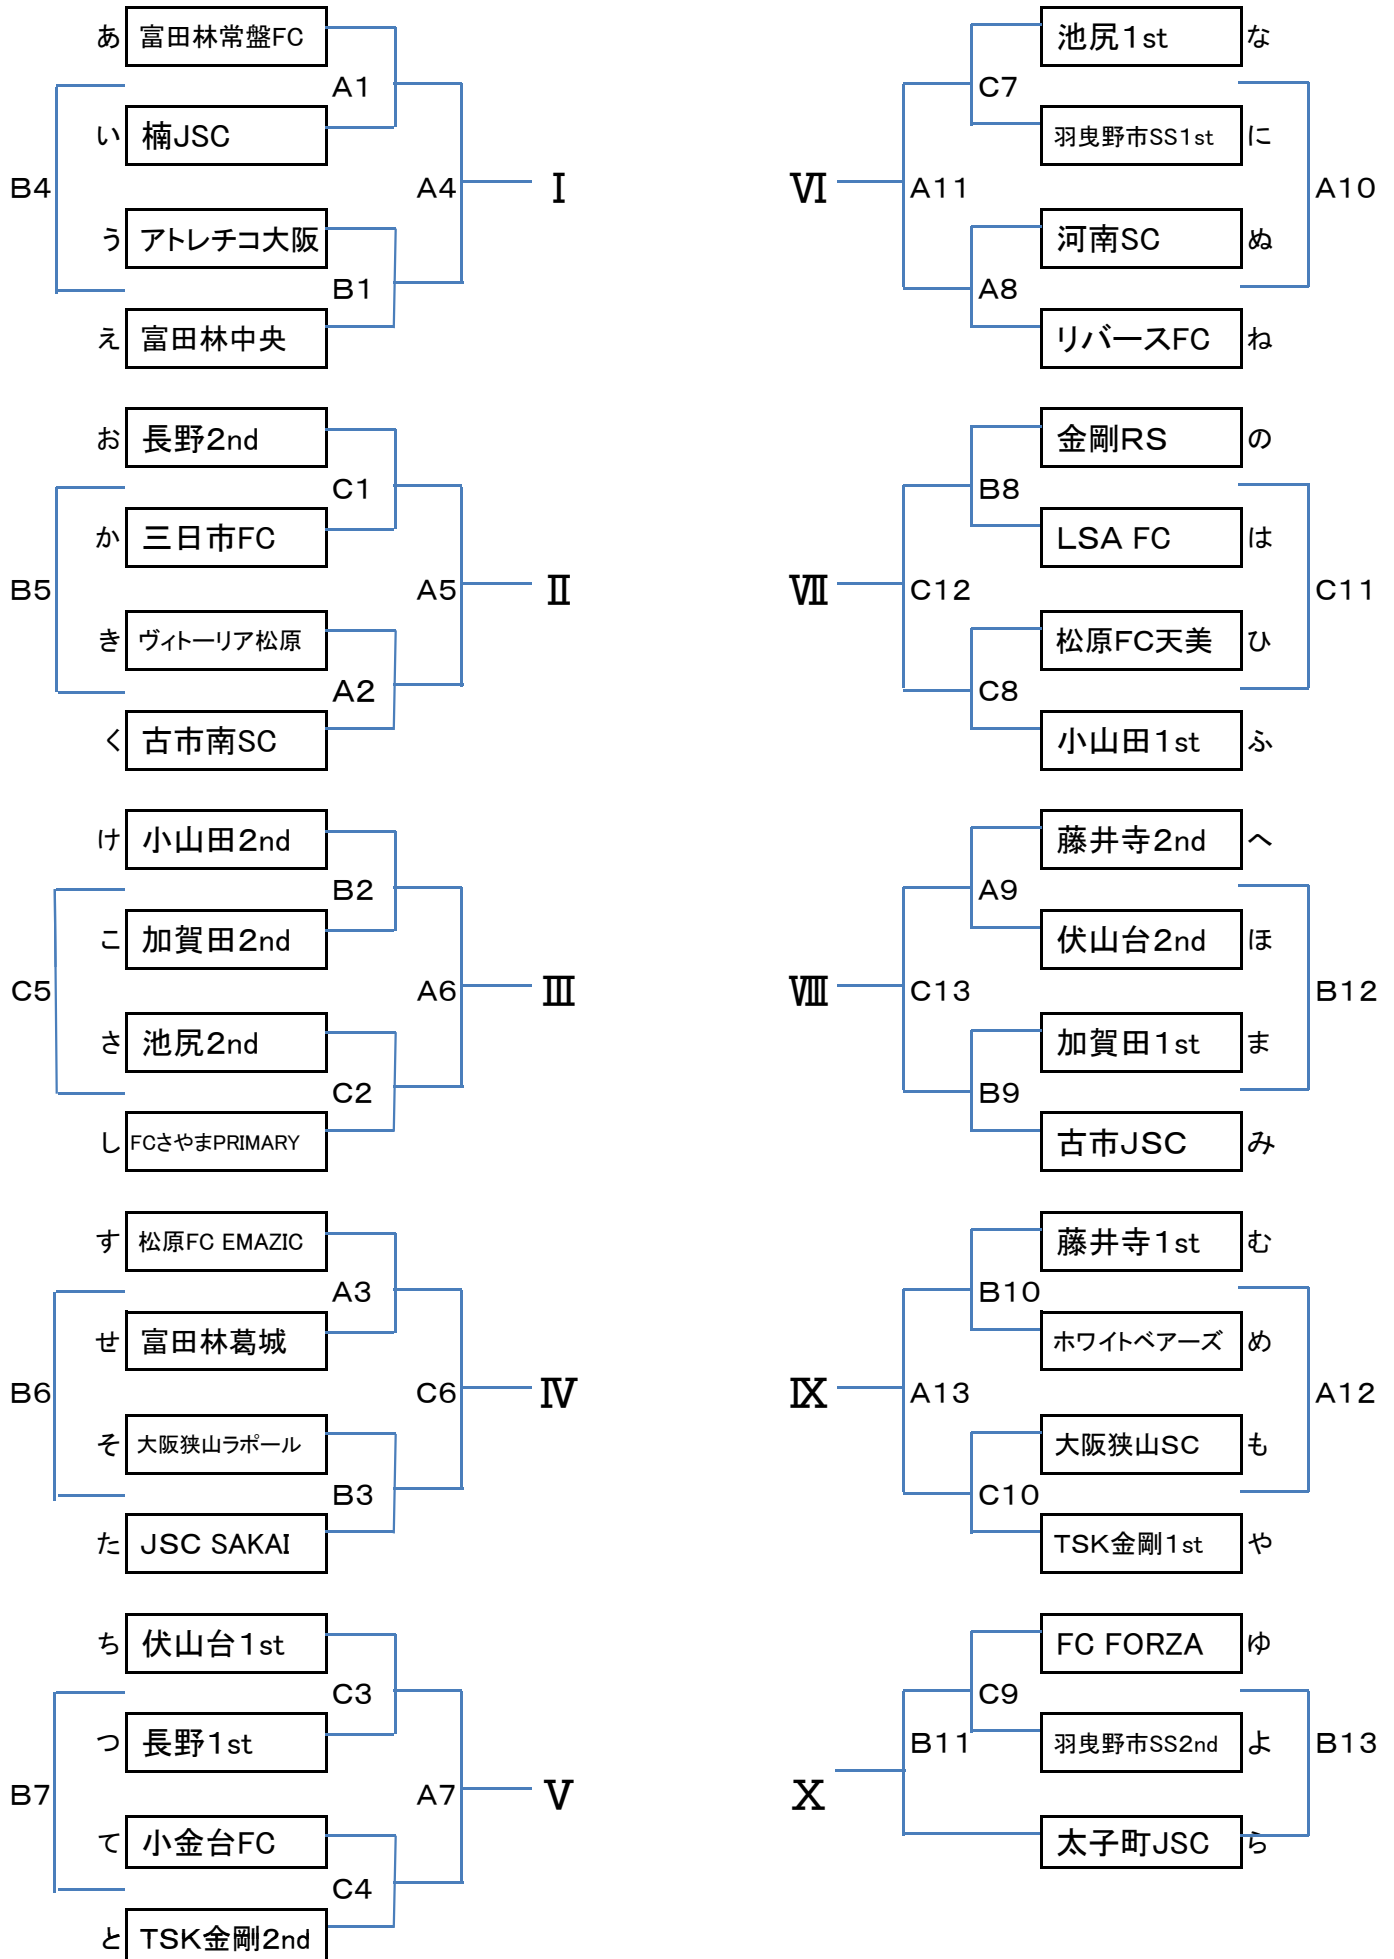 あ 富田林常盤FC
A1
い 楠JSC
B4
A4
Ⅰ
う アトレチコ大阪
B1
え 富田林中央
お 長野2nd
C1
か 三日市FC
B5
A5
Ⅱ
き ヴィトーリア松原
A2
く 古市南SC
け 小山田2nd
B2
こ 加賀田2nd
C5
A6
Ⅲ
さ 池尻2nd
C2
し FCさやまPRIMARY
す 松原FC EMAZIC
A3
せ 富田林葛城
B6
C6
Ⅳ
そ 大阪狭山ラポール
B3
た JSC SAKAI
ち 伏山台1st
C3
つ 長野1st
B7
A7
Ⅴ
て 小金台FC
C4
と TSK金剛2nd
池尻1st な
C7
羽曳野市SS1st に
Ⅵ
A11
A10
河南SC ぬ
A8
リバースFC ね
金剛RS の
B8
LSA FC は
Ⅶ
C12
C11
松原FC天美 ひ
C8
小山田1st ふ
藤井寺2nd へ
A9
伏山台2nd ほ
Ⅷ
C13
B12
加賀田1st ま
B9
古市JSC み
藤井寺1st む
B10
ホワイトベアーズ め
Ⅸ
A13
A12
大阪狭山SC も
C10
TSK金剛1st や
FC FORZA ゆ
C9
B11
羽曳野市SS2nd よ
B13
Ⅹ
太子町JSC ら